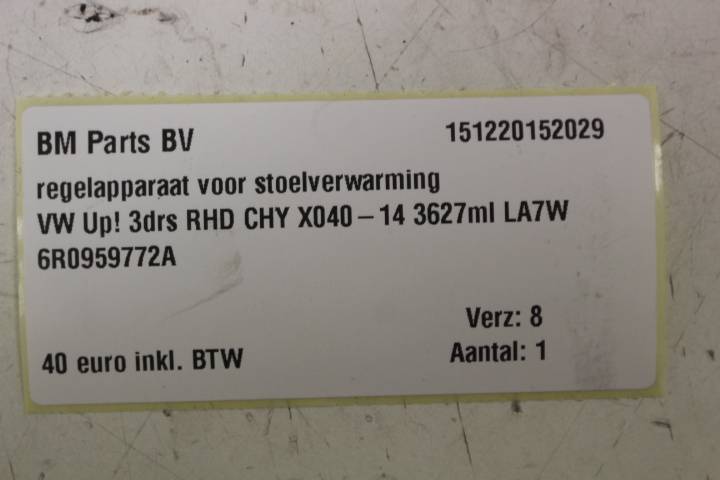 BM Parts BV 151220152029
regelapparaat voor stoelverwarming
VW Up! 3drs RHD CHY X040 – 14 3627ml LA7W
6R0959772A
Verz: 8
40 euro inkl. BTW Aantal: 1